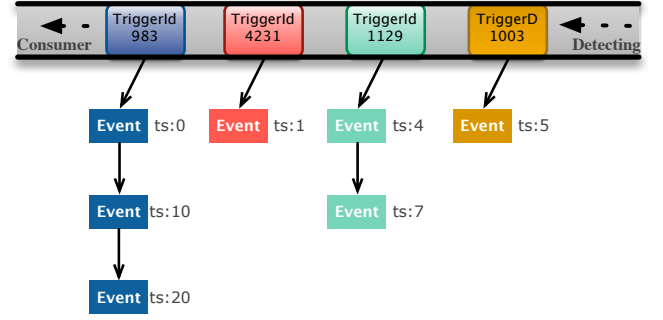 TriggerId
983
TriggerId
4231
TriggerId
1129
TriggerD
1003
Consumer
Detecting
Event ts:0
Event ts:1
Event ts:4
Event ts:5
Event ts:10
Event ts:7
Event ts:20